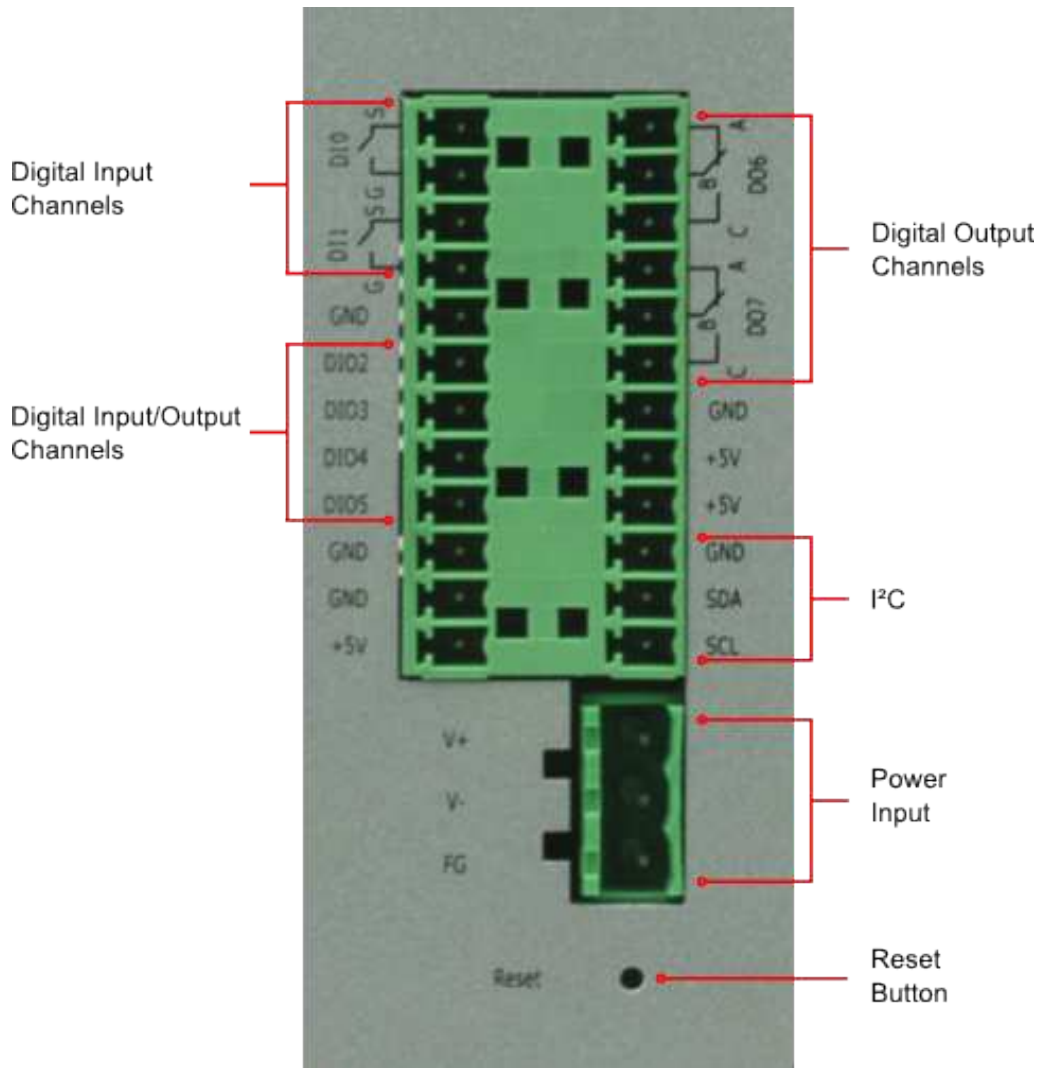 Digital Input
Channels
Digital Input/Output
Channels
DI0
S
G
DI1
S
G
GND
DIO2
DIO3
DIO4
DIO5
GND
GND
+5V
A
B
C
DO6
A
B
C
DO7
GND
+5V
+5V
GND
SDA
SCL
Digital Output
Channels
I²C
V+
V-
FG
Power
Input
Reset
Reset
Button